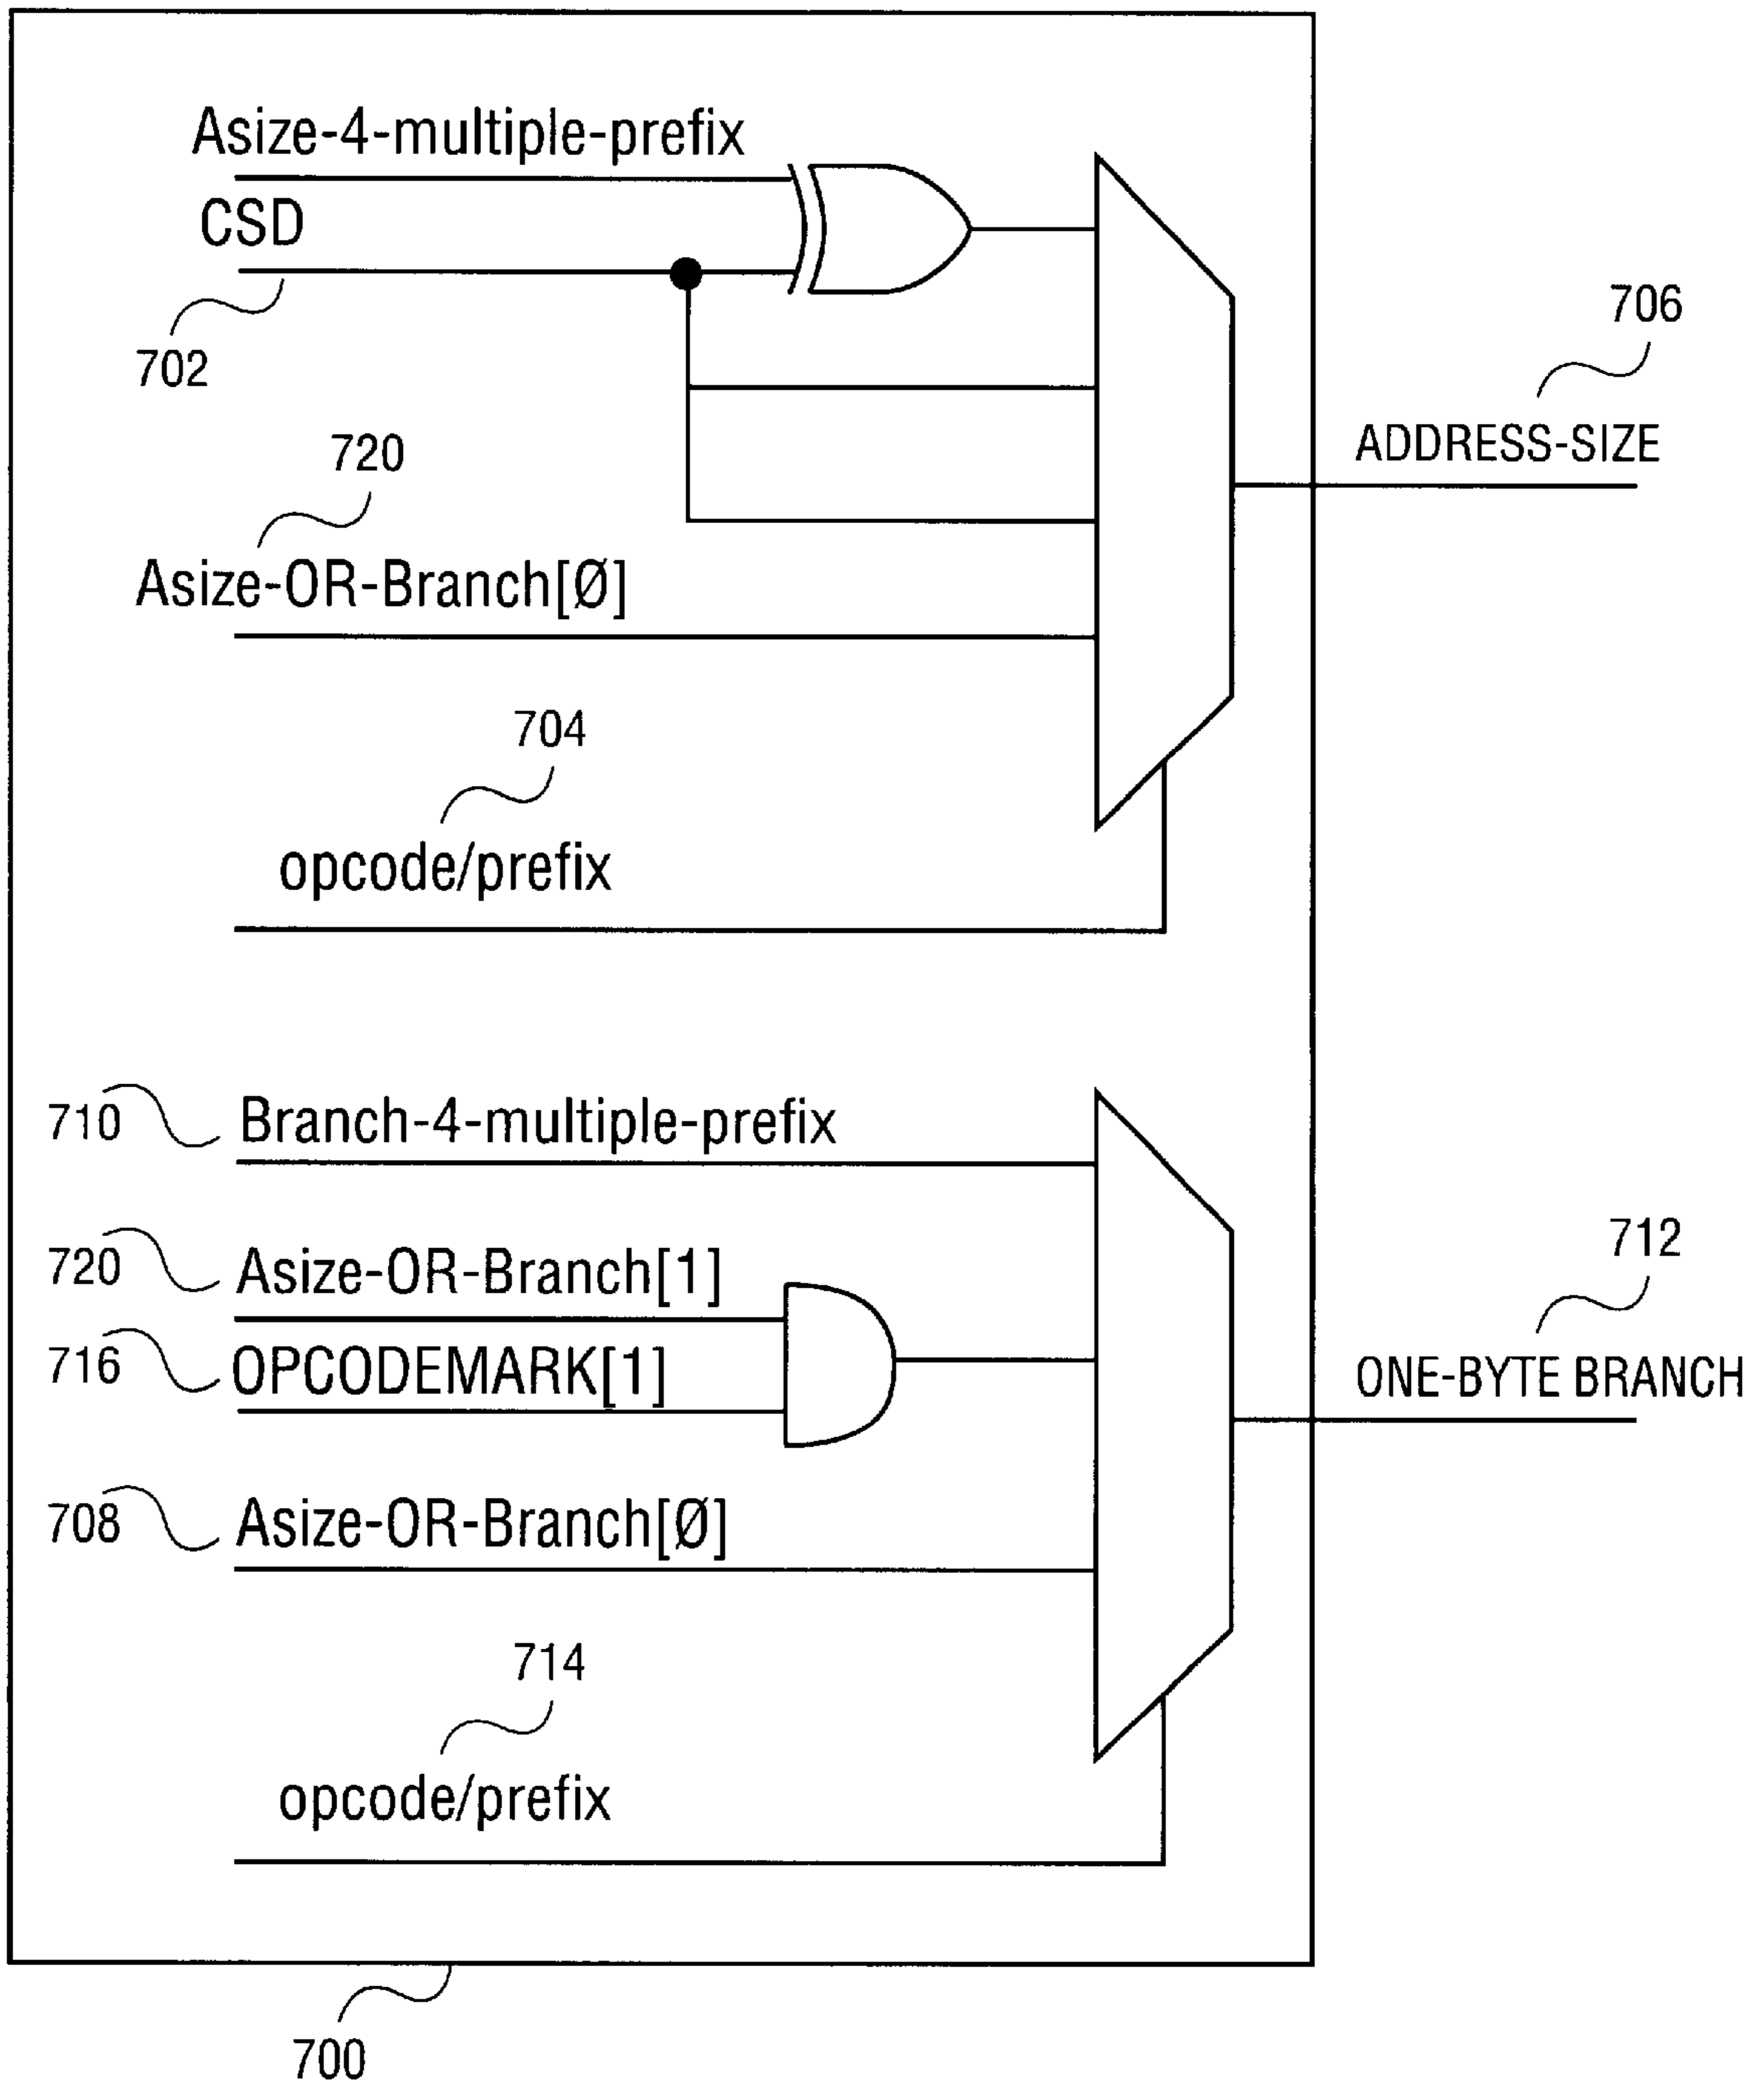 Asize-4-multiple-prefix
CSD
702
706
ADDRESS-SIZE
720
Asize-OR-Branch[Ø]
704
opcode/prefix
710 Branch-4-multiple-prefix
720 Asize-OR-Branch[1]
712
716 OPCODEMARK[1]
ONE-BYTE BRANCH
708 Asize-OR-Branch[Ø]
714
opcode/prefix
700